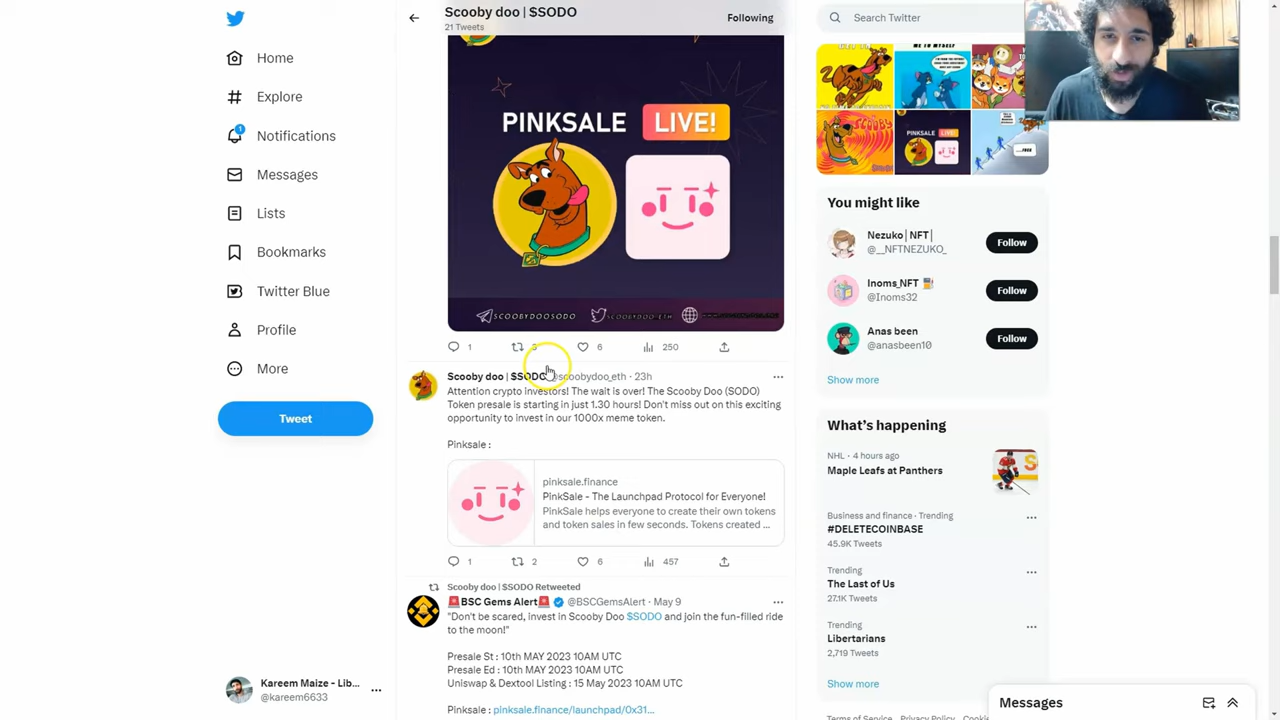 Home
Explore
1
Notifications
Messages
Lists
Bookmarks
Twitter Blue
Profile
More
Tweet
Kareem Maize - Lib...
@kareem6633
Scooby doo | $SODO
21 Tweets
Following
PINKSALE LIVE!
SCOOBYDOOSODO
SCOOBYDOO_ETH
1
6
250
Scooby doo | $SODO @scoobydoo_eth · 23h
Attention crypto investors! The wait is over! The Scooby Doo (SODO)
Token presale is starting in just 1.30 hours! Don't miss out on this exciting
opportunity to invest in our 1000x meme token.
Pinksale :
pinksale.finance
PinkSale - The Launchpad Protocol for Everyone!
PinkSale helps everyone to create their own tokens
and token sales in few seconds. Tokens created ...
1
2
6
457
Scooby doo | $SODO Retweeted
🚨BSC Gems Alert🚨 @BSCGemsAlert · May 9
"Don't be scared, invest in Scooby Doo $SODO and join the fun-filled ride
to the moon!"
Presale St : 10th MAY 2023 10AM UTC
Presale Ed : 10th MAY 2023 10AM UTC
Uniswap & Dextool Listing : 15 May 2023 10AM UTC
Pinksale : pinksale.finance/launchpad/0x31...
Search Twitter
PINKSALE LIVE!
You might like
Nezuko│NFT│
@__NFTNEZUKO_
Follow
Inoms_NFT
@Inoms32
Follow
Anas been
@anasbeen10
Follow
Show more
What's happening
NHL · 4 hours ago
Maple Leafs at Panthers
Business and finance · Trending
#DELETECOINBASE
45.9K Tweets
Trending
The Last of Us
27.1K Tweets
Trending
Libertarians
2,719 Tweets
Show more
Terms of Service Privacy Policy
Messages